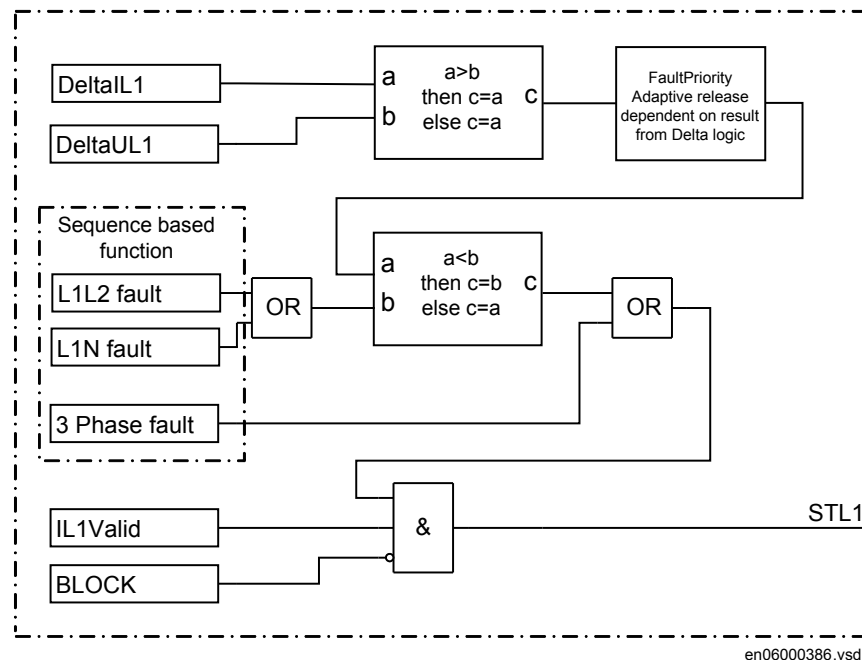 DeltaIL1
DeltaUL1
a
b
a>b
then c=a
else c=a
c
FaultPriority
Adaptive release
dependent on result
from Delta logic
Sequence based
function
L1L2 fault
L1N fault
3 Phase fault
OR
a
b
a<b
then c=b
else c=a
c
OR
IL1Valid
BLOCK
&
STL1
en06000386.vsd